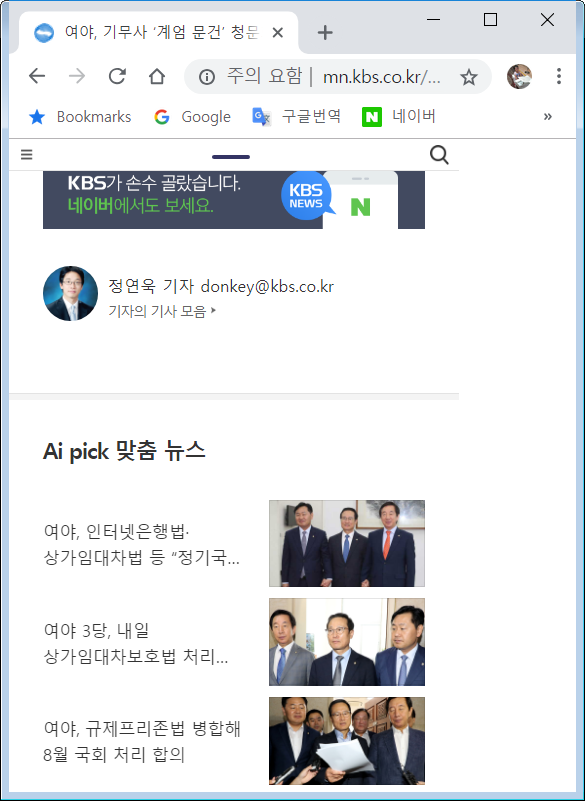 여야, 기무사 ‘계엄 문건’ 청문
주의 요함 | mn.kbs.co.kr/...
Bookmarks Google 구글번역 네이버 »
KBS가 손수 골랐습니다.
네이버에서도 보세요.
KBS
NEWS
N
정연욱 기자 donkey@kbs.co.kr
기자의 기사 모음
Ai pick 맞춤 뉴스
여야, 인터넷은행법·
상가임대차법 등 “정기국...
여야 3당, 내일
상가임대차보호법 처리...
여야, 규제프리존법 병합해
8월 국회 처리 합의